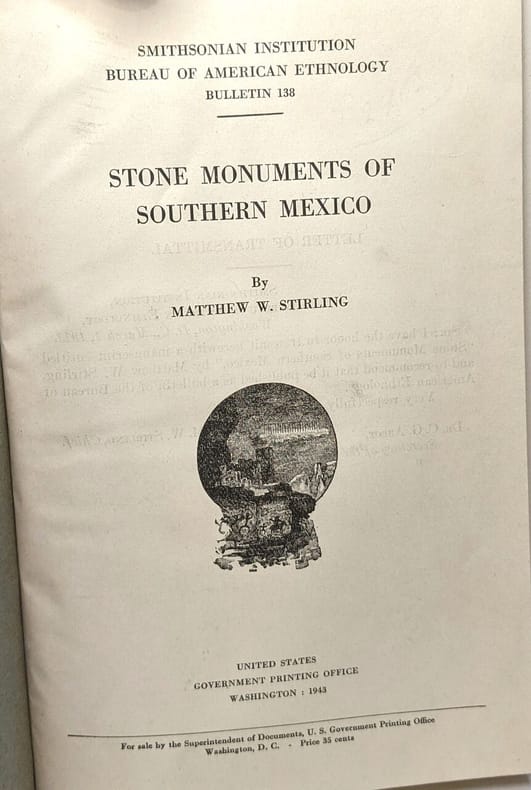 SMITHSONIAN INSTITUTION
BUREAU OF AMERICAN ETHNOLOGY
BULLETIN 138
STONE MONUMENTS OF
SOUTHERN MEXICO
By
MATTHEW W. STIRLING
UNITED STATES
GOVERNMENT PRINTING OFFICE
WASHINGTON : 1943
For sale by the Superintendent of Documents, U. S. Government Printing Office
Washington, D. C. - Price 35 cents